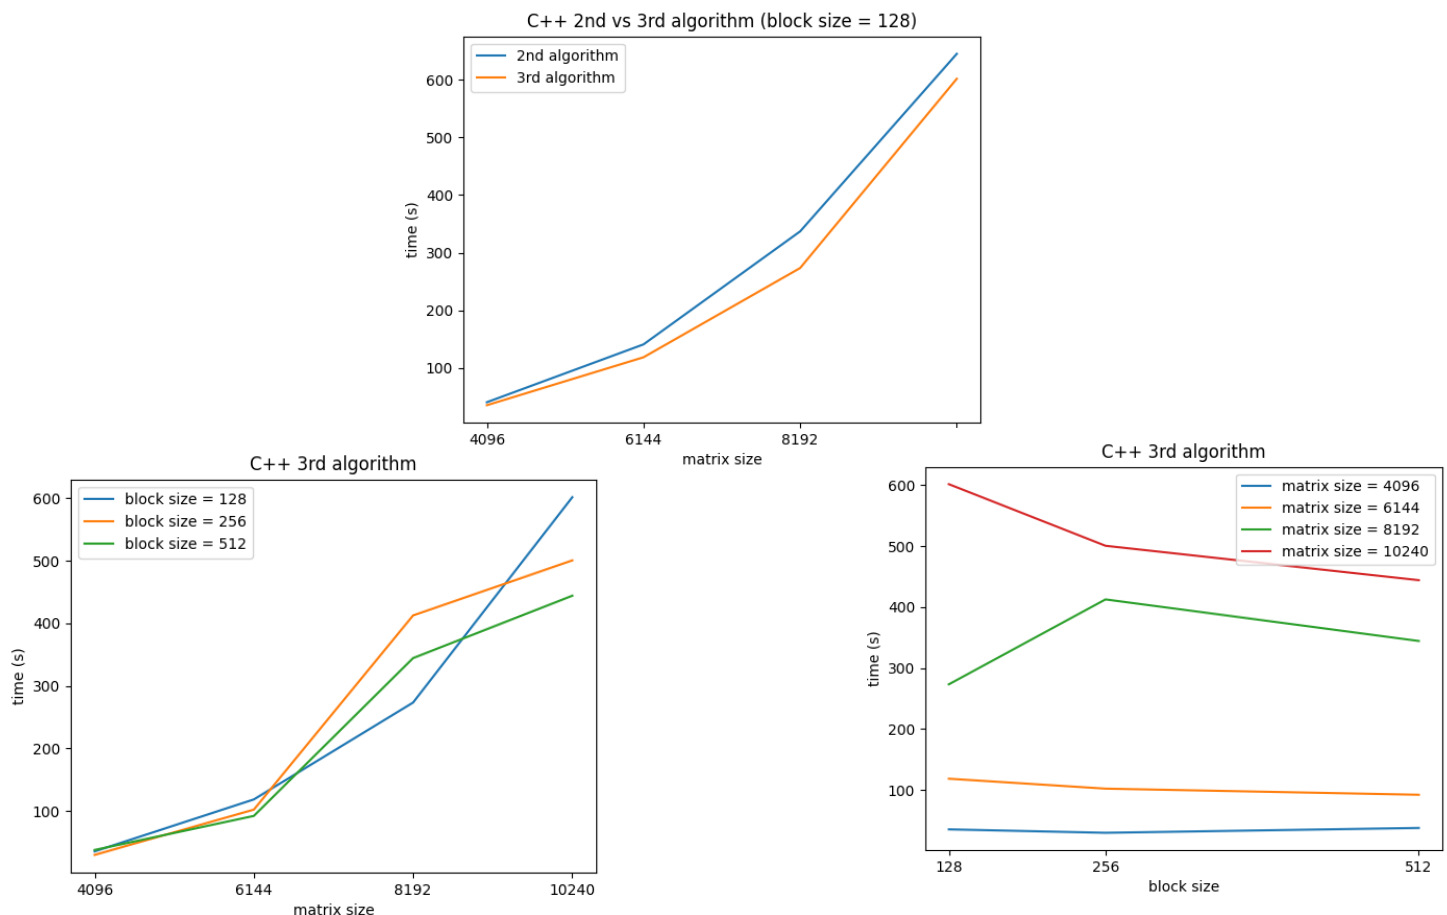 C++ 2nd vs 3rd algorithm (block size = 128)
2nd algorithm
3rd algorithm
600
500
400
300
200
100
time (s)
4096 6144 8192
matrix size
C++ 3rd algorithm
block size = 128
block size = 256
block size = 512
600
500
400
300
200
100
time (s)
4096 6144 8192 10240
matrix size
C++ 3rd algorithm
matrix size = 4096
matrix size = 6144
matrix size = 8192
matrix size = 10240
600
500
400
300
200
100
time (s)
128 256 512
block size